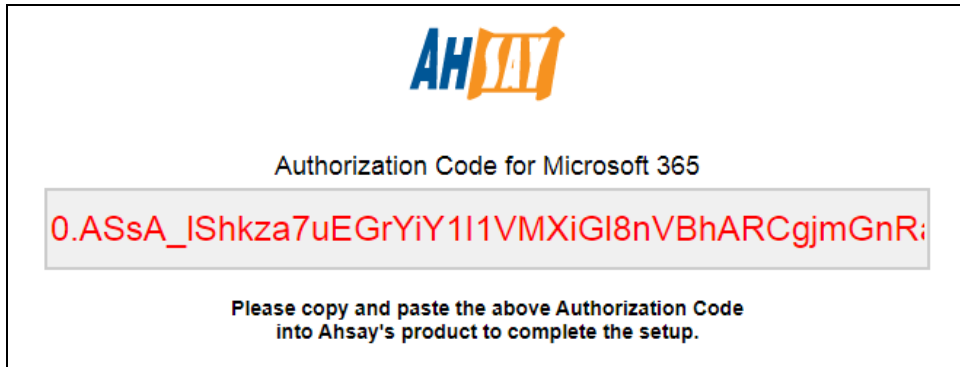 AHSAY
Authorization Code for Microsoft 365
0.ASsA_lShkza7uEGrYiY1l1VMXiGl8nVBhARCgjmGnRa
Please copy and paste the above Authorization Code
into Ahsay's product to complete the setup.